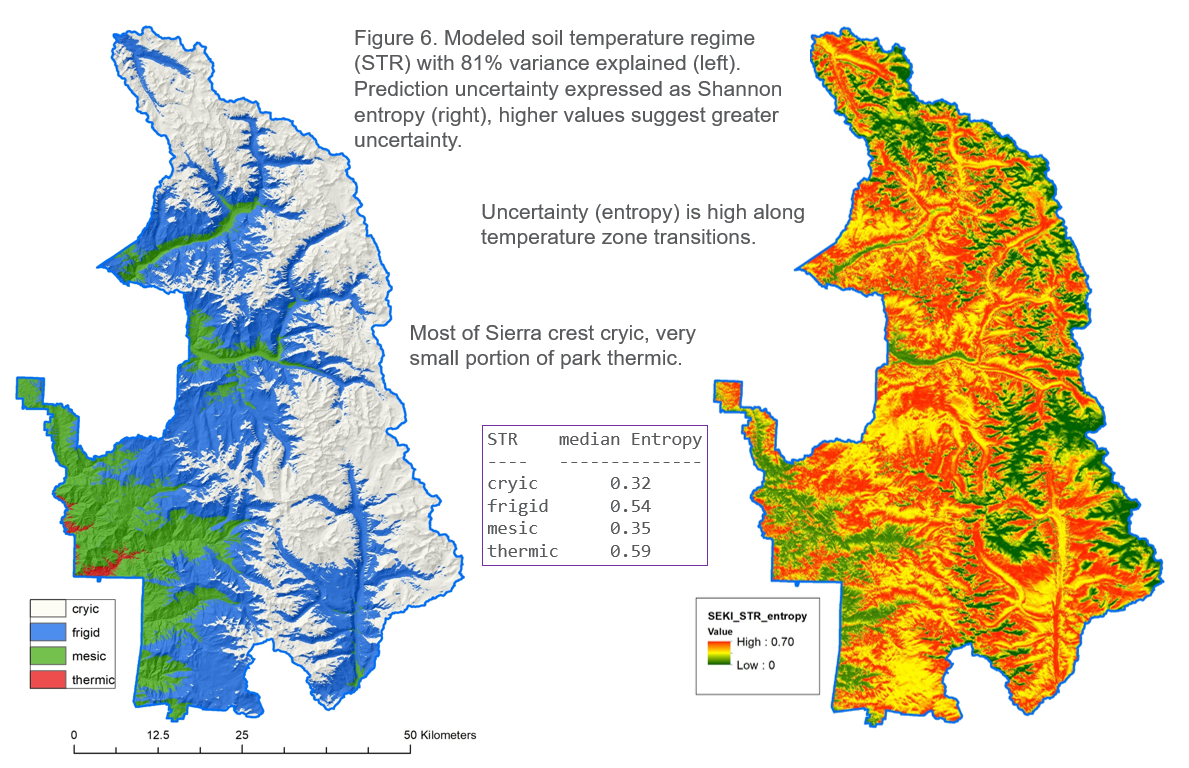 Figure 6. Modeled soil temperature regime
(STR) with 81% variance explained (left).
Prediction uncertainty expressed as Shannon
entropy (right), higher values suggest greater
uncertainty.
Uncertainty (entropy) is high along
temperature zone transitions.
Most of Sierra crest cryic, very
small portion of park thermic.
STR median Entropy
---- --------------
cryic 0.32
frigid 0.54
mesic 0.35
thermic 0.59
cryic
frigid
mesic
thermic
SEKI_STR_entropy
Value
High : 0.70
Low : 0
0 12.5 25 50 Kilometers